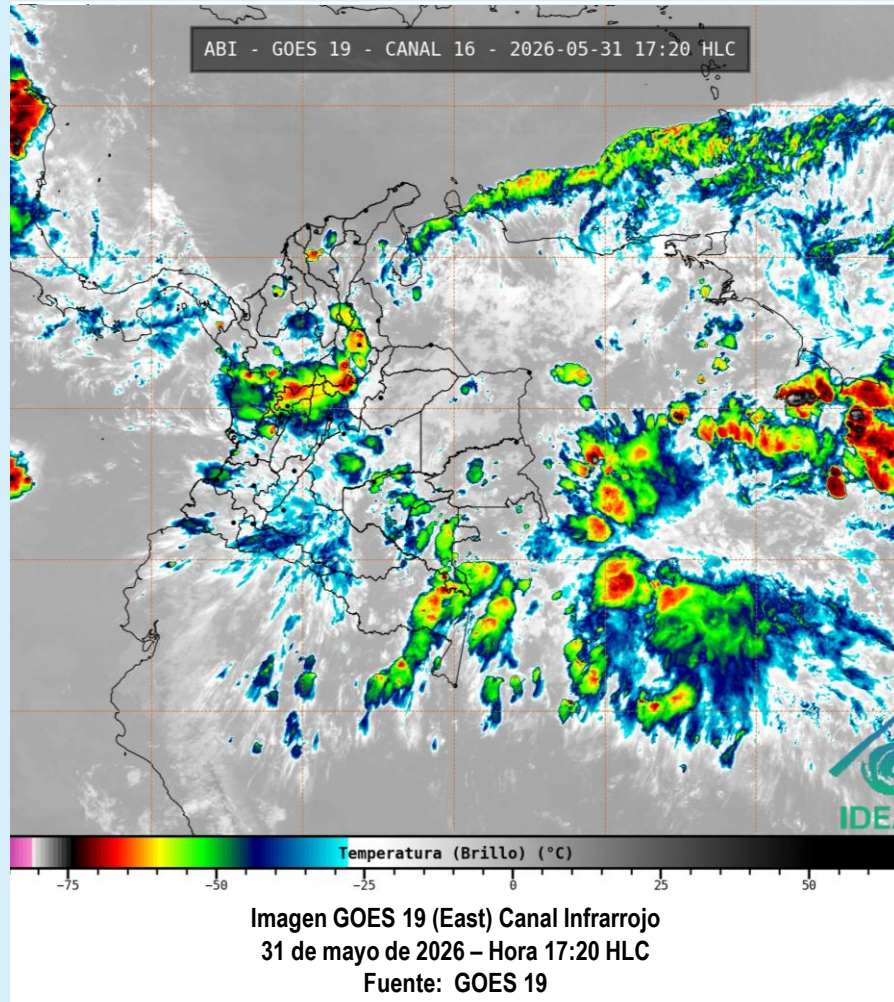 ABI - GOES 19 - CANAL 16 - 2026-05-31 17:20 HLC
Temperatura (Brillo) (°C)
−75 −50 −25 0 25 50
Imagen GOES 19 (East) Canal Infrarrojo
31 de mayo de 2026 – Hora 17:20 HLC
Fuente: GOES 19